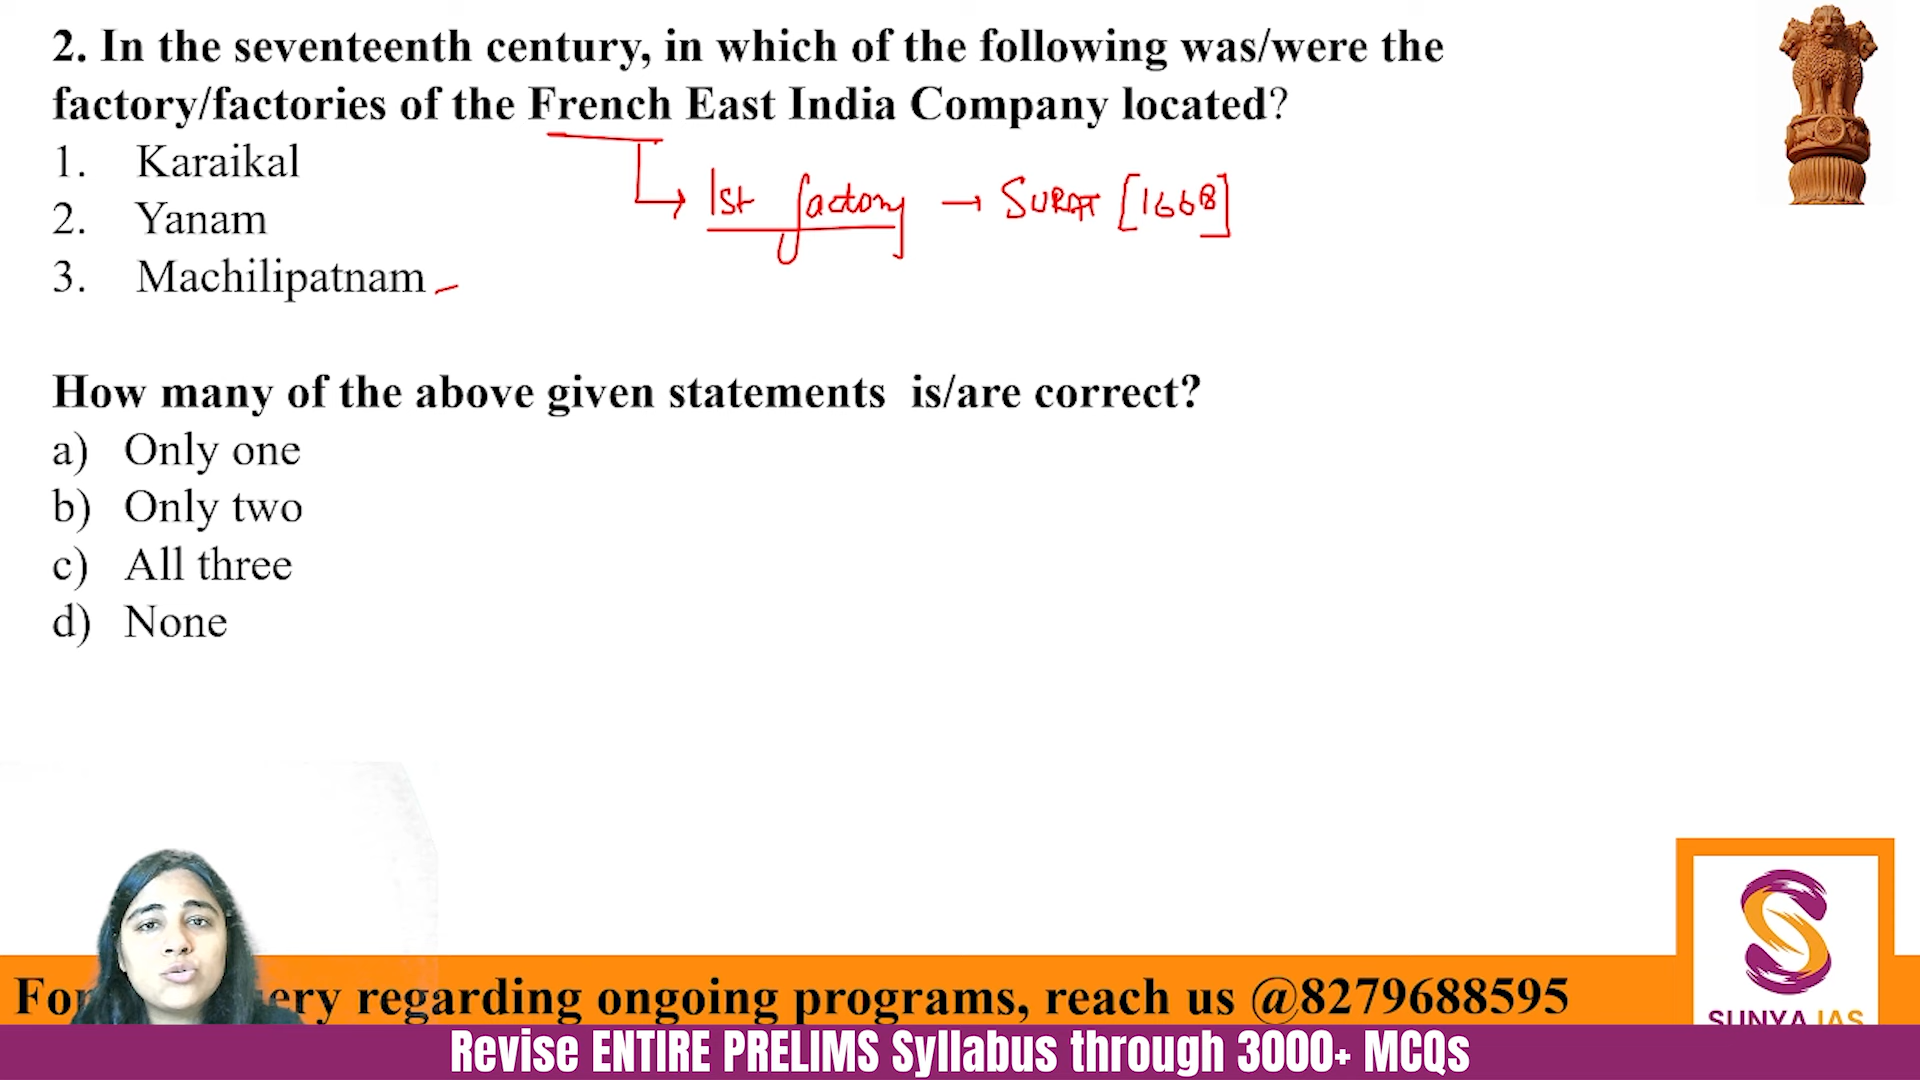 2. In the seventeenth century, in which of the following was/were the
factory/factories of the French East India Company located?
1. Karaikal
1st factory → SURAT [1668]
2. Yanam
3. Machilipatnam
How many of the above given statements is/are correct?
a) Only one
b) Only two
c) All three
d) None
For ery regarding ongoing programs, reach us @8279688595
SUNYA IAS
Revise ENTIRE PRELIMS Syllabus through 3000+ MCQs